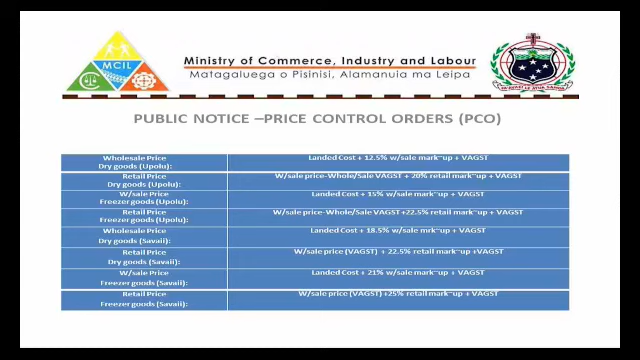 MCIL
Ministry of Commerce, Industry and Labour
Matagaluega o Pisinisi, Alamanuia ma Leipa
PUBLIC NOTICE –PRICE CONTROL ORDERS (PCO)
Wholesale Price
Dry goods (Upolu):
Landed Cost + 12.5% w/sale mark–up + VAGST
Retail Price
Dry goods (Upolu):
W/sale price-Whole/Sale VAGST + 20% retail mark–up + VAGST
W/sale Price
Freezer goods (Upolu):
Landed Cost + 15% w/sale mark–up + VAGST
Retail Price
Freezer goods (Upolu):
W/sale price-Whole/Sale VAGST+22.5% retail mark–up + VAGST
Wholesale Price
Dry goods (Savaii):
Landed Cost + 18.5% w/sale mrk–up + VAGST
Retail Price
Dry goods (Savaii):
W/sale price (VAGST) + 22.5% retail mark–up +VAGST
W/sale Price
Freezer goods (Savaii):
Landed Cost + 21% w/sale mark–up + VAGST
Retail Price
Freezer goods (Savaii):
W/sale price (VAGST) +25% retail mark–up + VAGST